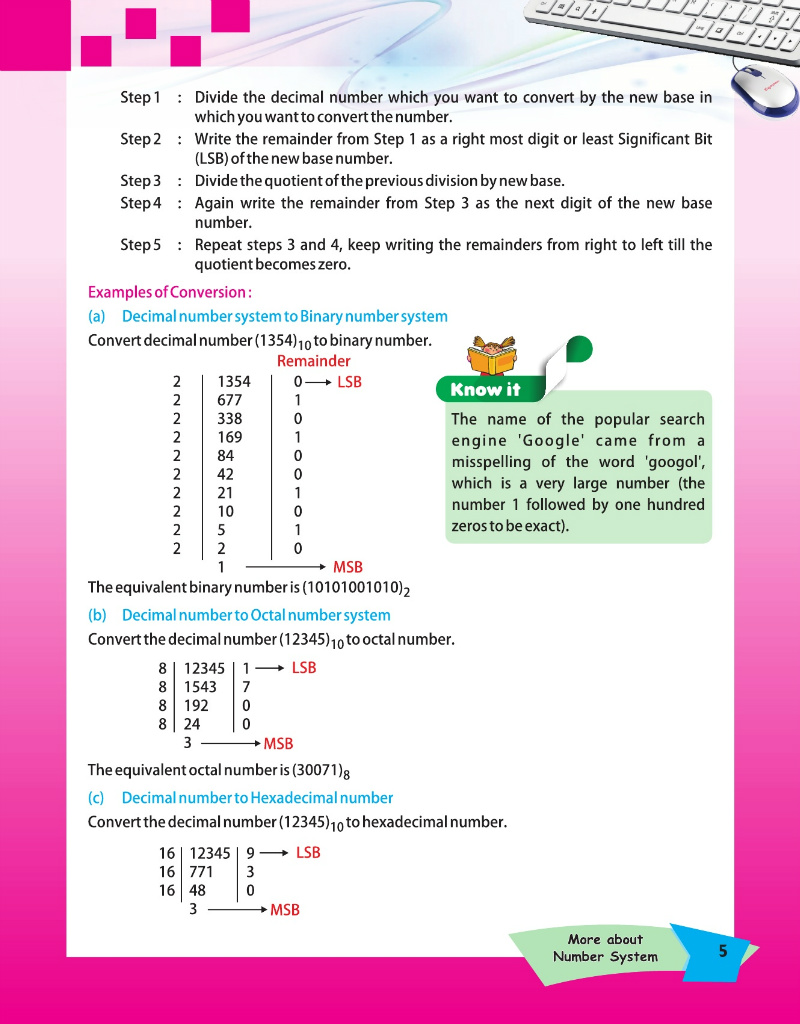 Step 1 : Divide the decimal number which you want to convert by the new base in
which you want to convert the number.
Step 2 : Write the remainder from Step 1 as a right most digit or least Significant Bit
(LSB) of the new base number.
Step 3 : Divide the quotient of the previous division by new base.
Step 4 : Again write the remainder from Step 3 as the next digit of the new base
number.
Step 5 : Repeat steps 3 and 4, keep writing the remainders from right to left till the
quotient becomes zero.
Examples of Conversion :
(a) Decimal number system to Binary number system
Convert decimal number (1354)10 to binary number.
Remainder
2 1354 0 → LSB
2 677 1
2 338 0
2 169 1
2 84 0
2 42 0
2 21 1
2 10 0
2 5 1
2 2 0
1 → MSB
Know it
The name of the popular search
engine 'Google' came from a
misspelling of the word 'googol',
which is a very large number (the
number 1 followed by one hundred
zeros to be exact).
The equivalent binary number is (10101001010)2
(b) Decimal number to Octal number system
Convert the decimal number (12345)10 to octal number.
8 12345 1 → LSB
8 1543 7
8 192 0
8 24 0
3 → MSB
The equivalent octal number is (30071)8
(c) Decimal number to Hexadecimal number
Convert the decimal number (12345)10 to hexadecimal number.
16 12345 9 → LSB
16 771 3
16 48 0
3 → MSB
More about
Number System
5